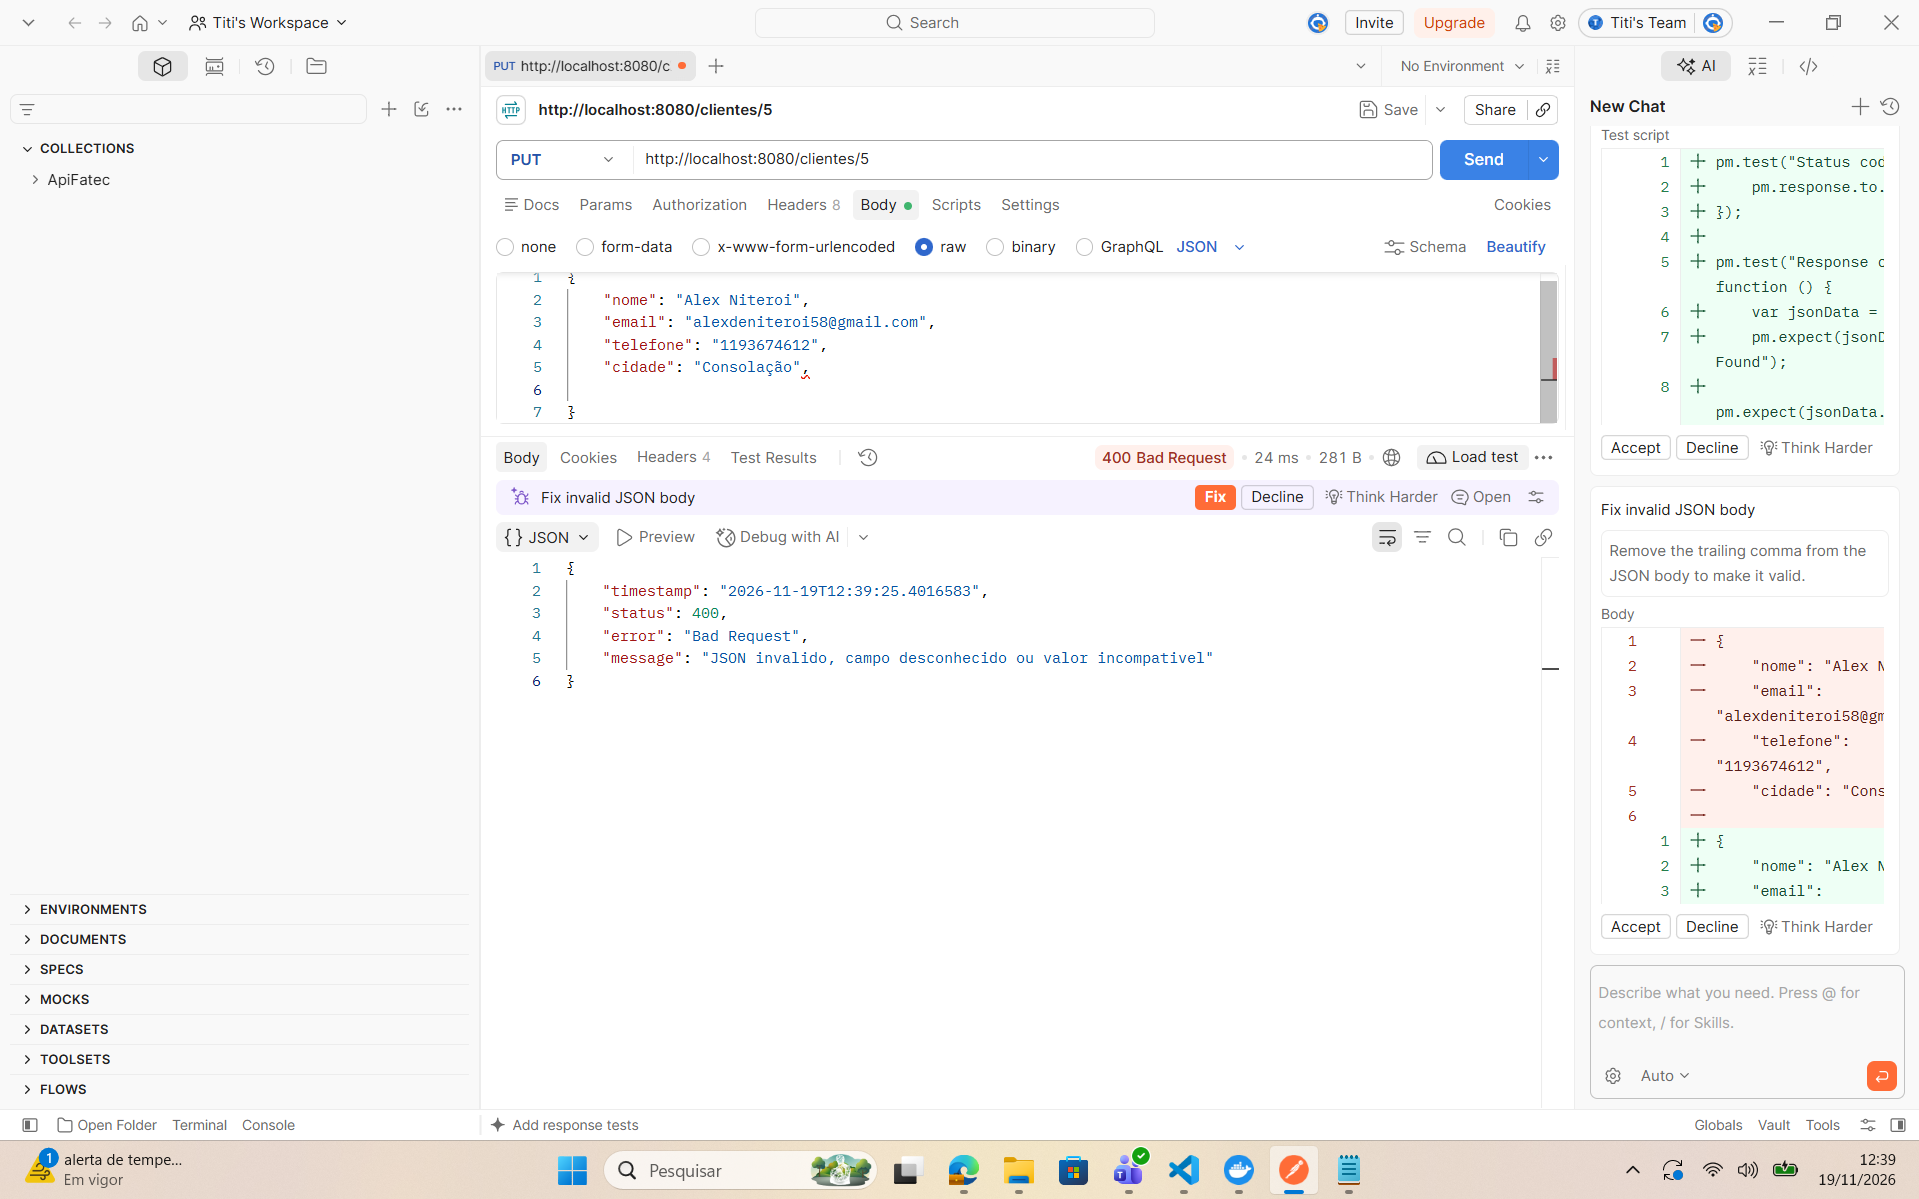 Titi's Workspace
Search
Invite
Upgrade
Titi's Team
COLLECTIONS
ApiFatec
ENVIRONMENTS
DOCUMENTS
SPECS
MOCKS
DATASETS
TOOLSETS
FLOWS
PUT http://localhost:8080/c
No Environment
HTTP
http://localhost:8080/clientes/5
Save
Share
PUT
http://localhost:8080/clientes/5
Send
Docs
Params
Authorization
Headers 8
Body
Scripts
Settings
Cookies
none
form-data
x-www-form-urlencoded
raw
binary
GraphQL
JSON
Schema
Beautify
1 {
2 "nome": "Alex Niteroi",
3 "email": "alexdeniteroi58@gmail.com",
4 "telefone": "1193674612",
5 "cidade": "Consolação",
6
7 }
Body
Cookies
Headers 4
Test Results
400 Bad Request
24 ms
281 B
Load test
Fix invalid JSON body
Fix
Decline
Think Harder
Open
{} JSON
Preview
Debug with AI
1 {
2 "timestamp": "2026-11-19T12:39:25.4016583",
3 "status": 400,
4 "error": "Bad Request",
5 "message": "JSON invalido, campo desconhecido ou valor incompativel"
6 }
AI
New Chat
Test script
1 + pm.test("Status cod
2 + pm.response.to.
3 + });
4 +
5 + pm.test("Response c
function () {
6 + var jsonData =
7 + pm.expect(jsonD
Found");
8 +
pm.expect(jsonData.
Accept
Decline
Think Harder
Fix invalid JSON body
Remove the trailing comma from the
JSON body to make it valid.
Body
1 — {
2 — "nome": "Alex N
3 — "email":
"alexdeniteroi58@gm
4 — "telefone":
"1193674612",
5 — "cidade": "Cons
6 —
1 + {
2 + "nome": "Alex N
3 + "email":
Accept
Decline
Think Harder
Describe what you need. Press @ for
context, / for Skills.
Auto
Open Folder
Terminal
Console
Add response tests
Globals
Vault
Tools
1
alerta de tempe...
Em vigor
Pesquisar
12:39
19/11/2026